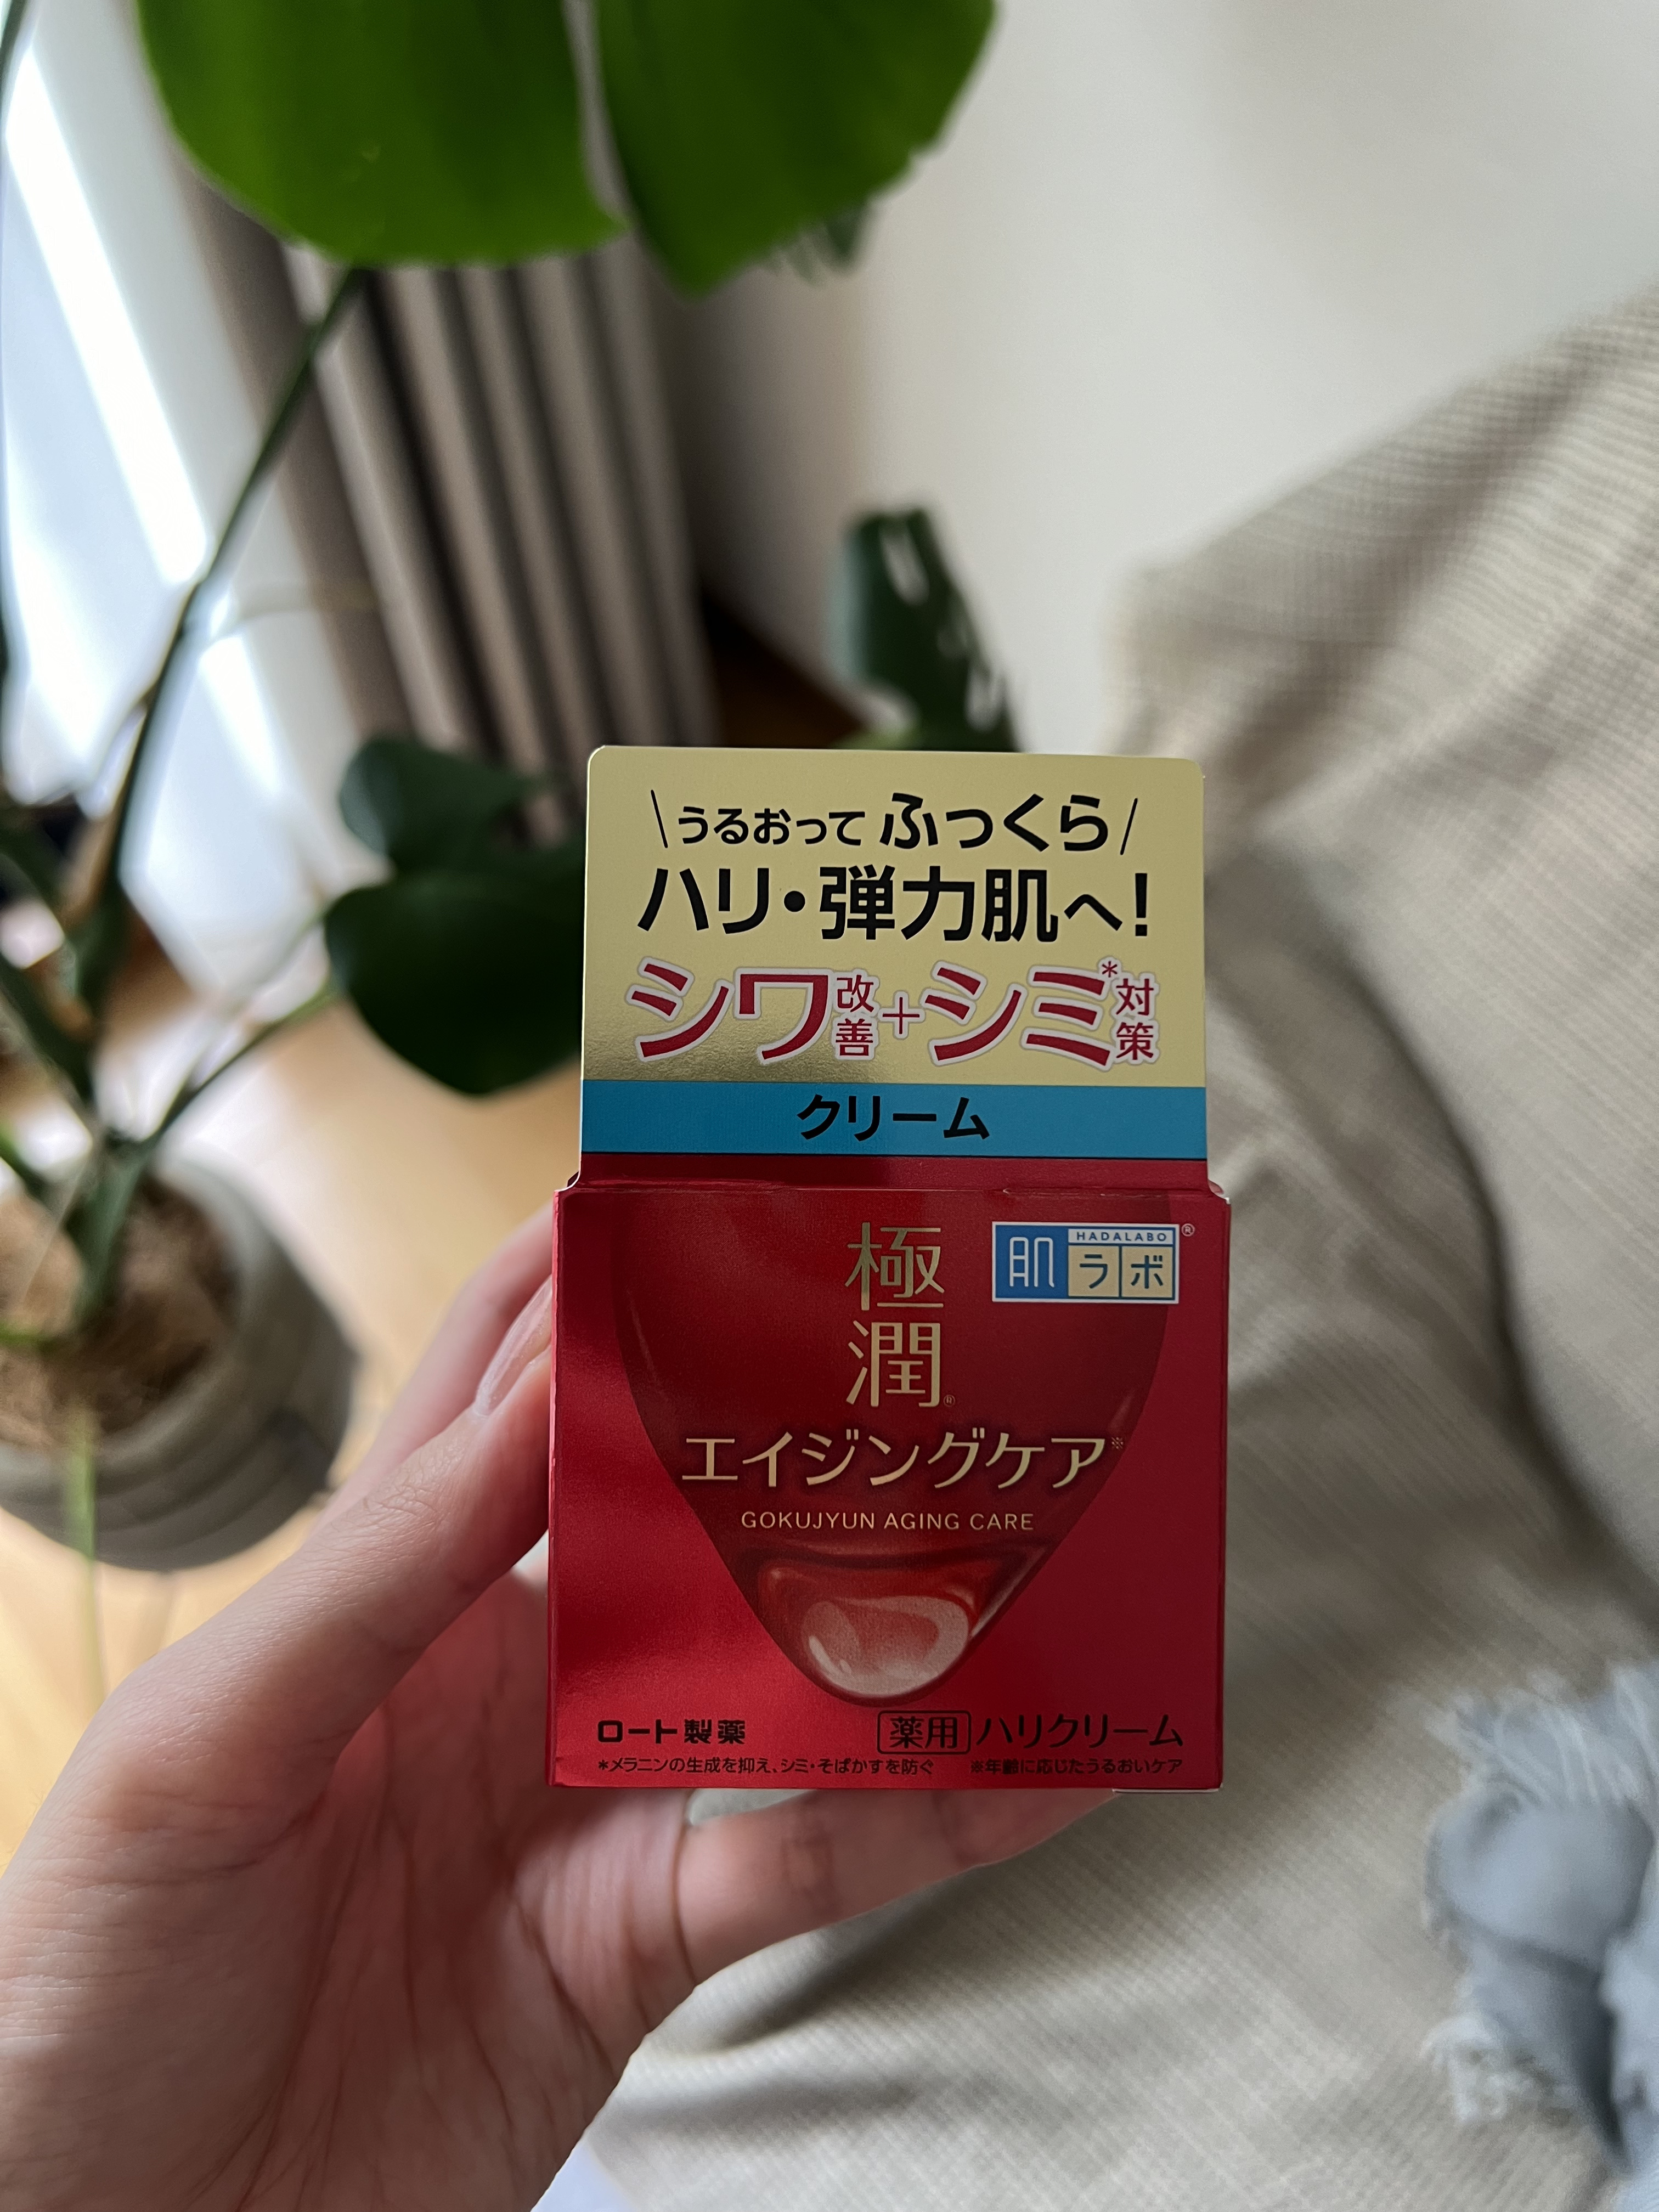 \うるおって ふっくら/
ハリ・弾力肌へ!
シワ改善+シミ*対策
クリーム
極潤®
肌ラボ®
HADALABO
エイジングケア※
GOKUJYUN AGING CARE
ロート製薬
薬用 ハリクリーム
*メラニンの生成を抑え、シミ・そばかすを防ぐ ※年齢に応じたうるおいケア